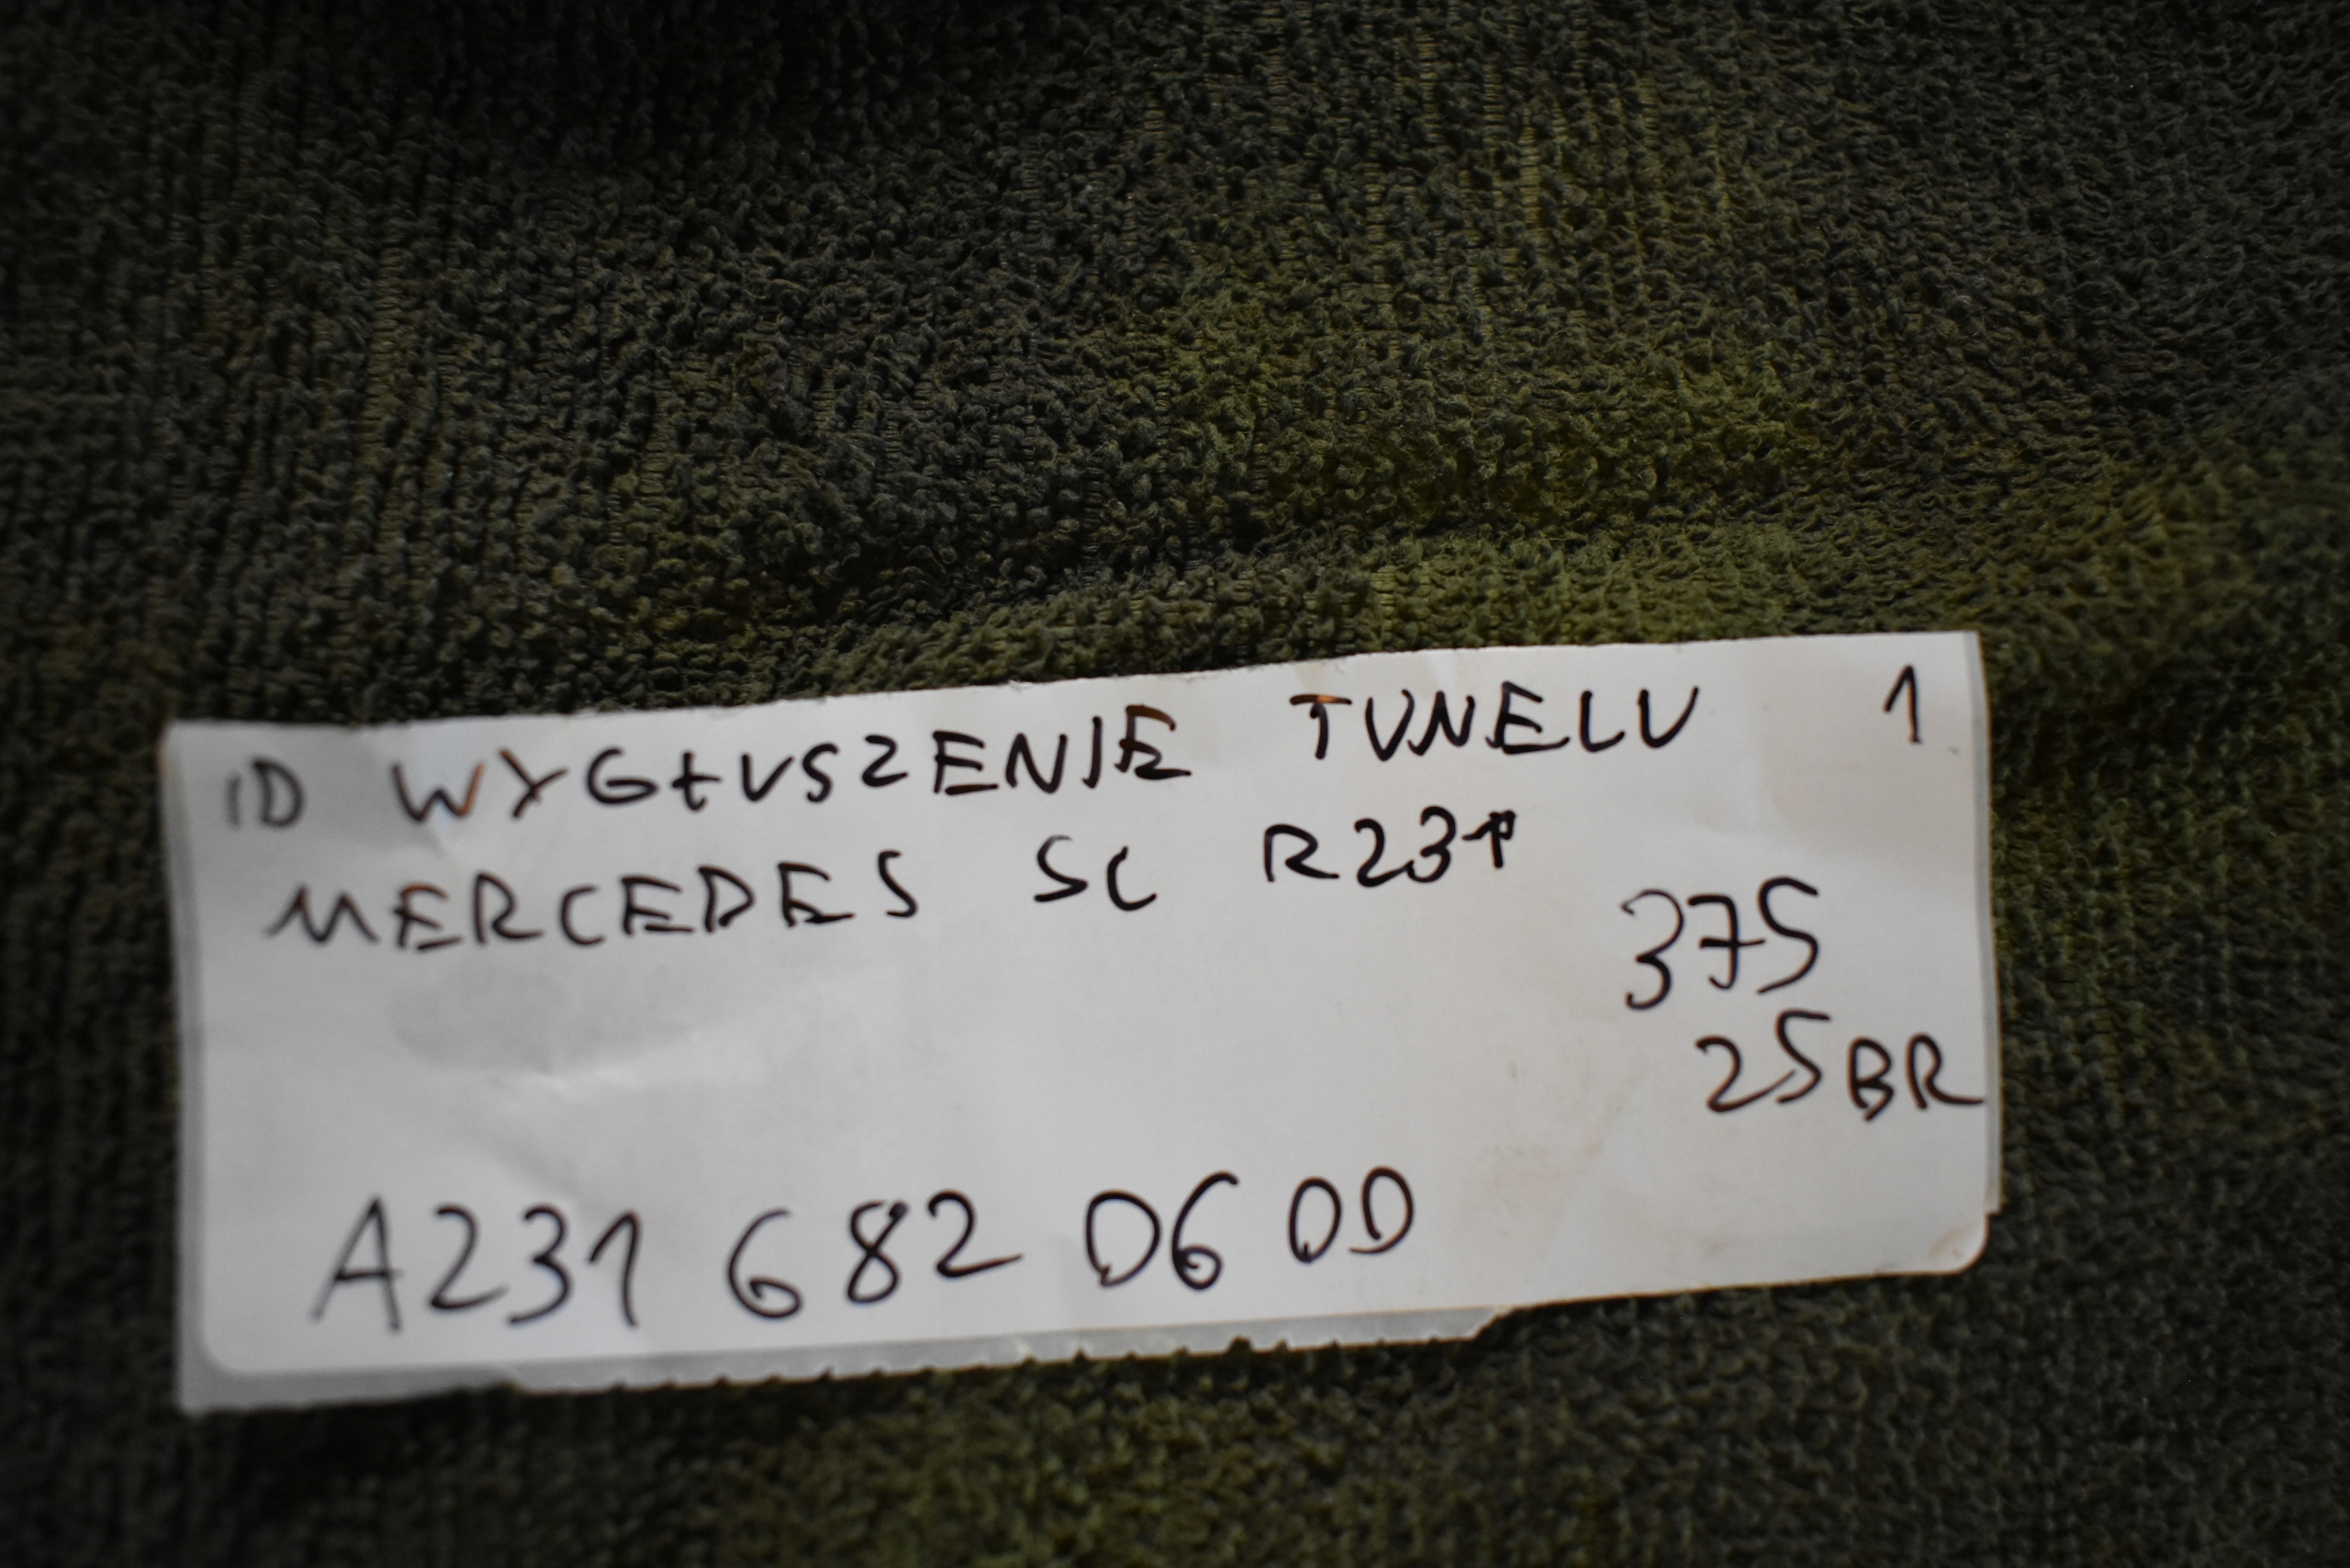 ID WYGŁUSZENIE TUNELU 1
MERCEDES SL R231
375
25BR
A231 682 06 00